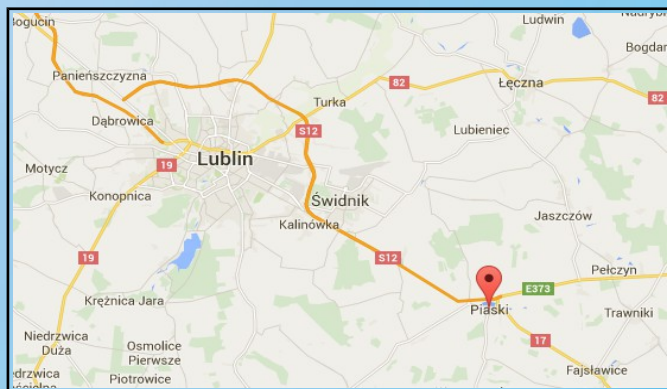 Bogucin
Ludwin
Nadrybie
Bogdan
Panieńszczyzna
82
Łęczna
82
Turka
Dąbrowica
S12
Lubieniec
Lublin
19
Motycz
Konopnica
Świdnik
Jaszczów
Kalinówka
19
S12
Pełczyn
E373
Krężnica Jara
Piaski
Trawniki
17
Niedrzwica
Duża
Osmolice
Pierwsze
Fajsławice
Piotrowice